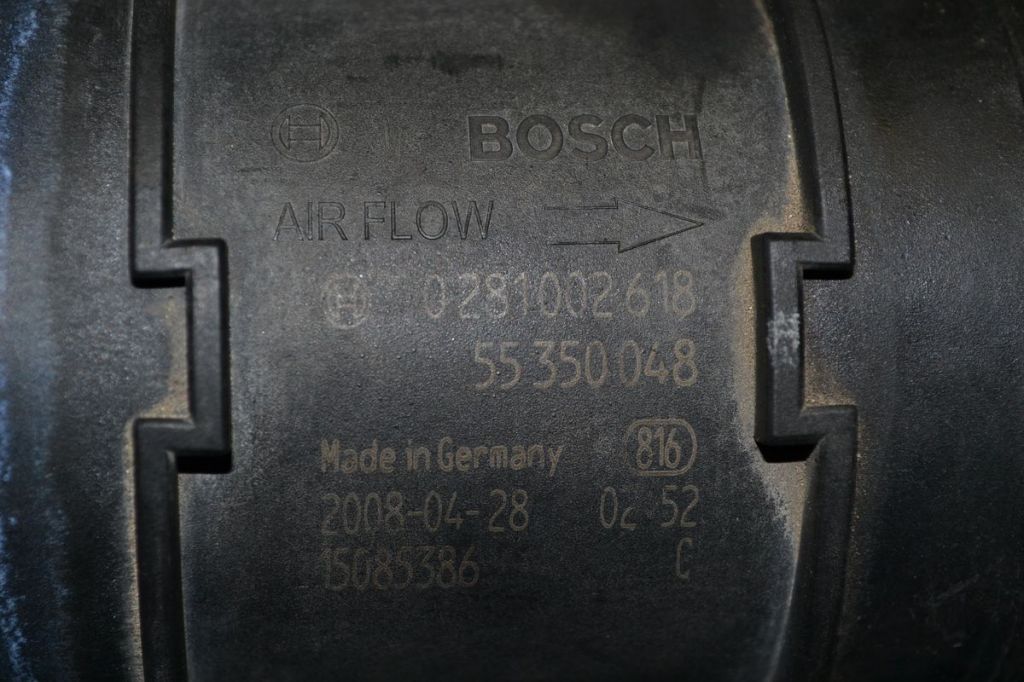 BOSCH
AIR FLOW
0 281 002 618
55 350 048
Made in Germany 816
2008-04-28 02 52
15085386 C